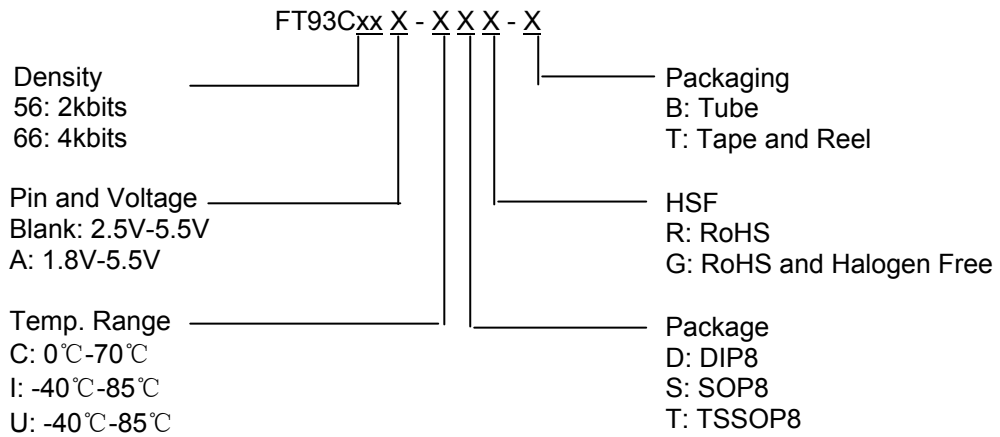 FT93Cxx X - X X X - X
Density
56: 2kbits
66: 4kbits
Pin and Voltage
Blank: 2.5V-5.5V
A: 1.8V-5.5V
Temp. Range
C: 0℃-70℃
I: -40℃-85℃
U: -40℃-85℃
Packaging
B: Tube
T: Tape and Reel
HSF
R: RoHS
G: RoHS and Halogen Free
Package
D: DIP8
S: SOP8
T: TSSOP8